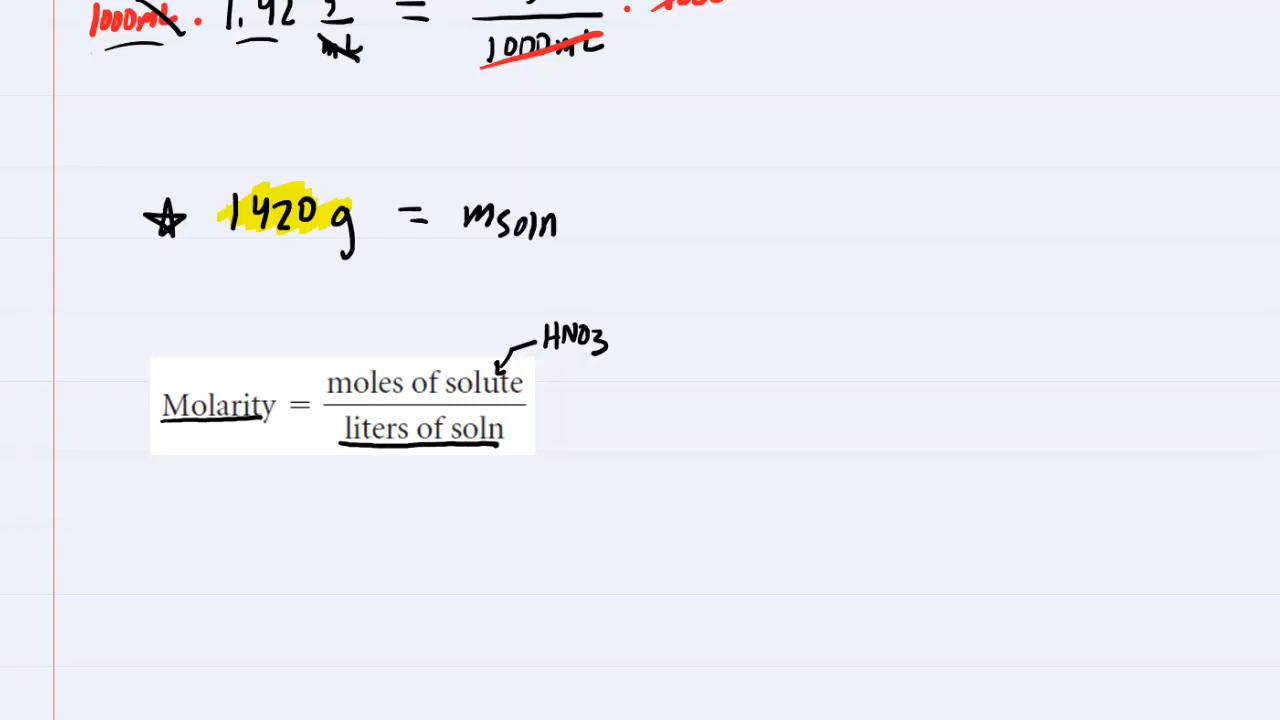 1000mL · 1.42 g/mL = 1000mL ·
☆ 1420 g = msoln
HNO3
Molarity = moles of solute / liters of soln